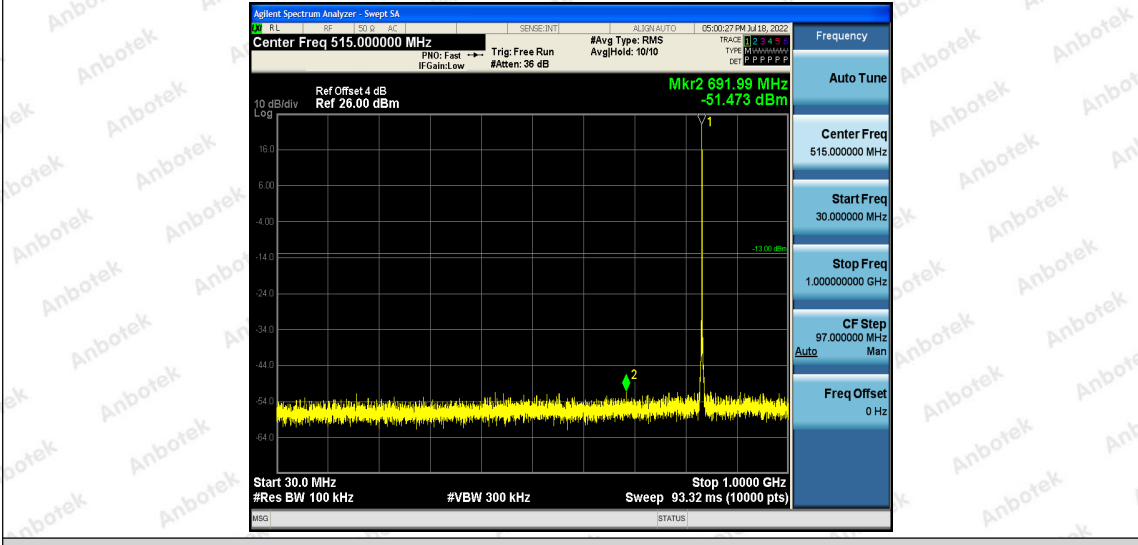 Agilent Spectrum Analyzer - Swept SA
LXI RL RF 50 Ω AC SENSE:INT ALIGN AUTO 05:00:27 PM Jul 18, 2022
Center Freq 515.000000 MHz
PNO: Fast
IFGain:Low
Trig: Free Run
#Atten: 36 dB
#Avg Type: RMS
Avg|Hold: 10/10
TRACE 1 2 3 4 5 6
TYPE M
DET P P P P P P
Mkr2 691.99 MHz
-51.473 dBm
Ref Offset 4 dB
10 dB/div Ref 26.00 dBm
Log
1
16.0
6.00
-4.00
-13.00 dBm
-14.0
-24.0
-34.0
-44.0
2
-54.0
-64.0
Start 30.0 MHz Stop 1.0000 GHz
#Res BW 100 kHz #VBW 300 kHz Sweep 93.32 ms (10000 pts)
MSG STATUS
Frequency
Auto Tune
Center Freq
515.000000 MHz
Start Freq
30.000000 MHz
Stop Freq
1.000000000 GHz
CF Step
97.000000 MHz
Auto Man
Freq Offset
0 Hz
Anbotek